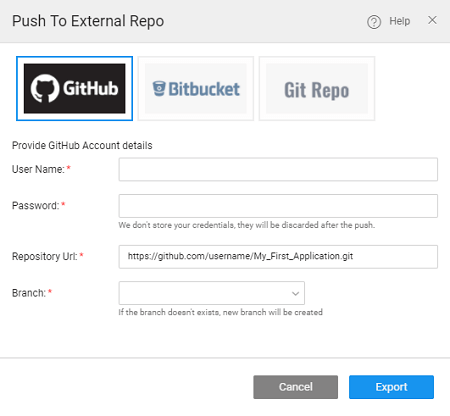 Push To External Repo
Help
GitHub
Bitbucket
Git Repo
Provide GitHub Account details
User Name: *
Password: *
We don't store your credentials, they will be discarded after the push.
Repository Url: *
https://github.com/username/My_First_Application.git
Branch: *
If the branch doesn't exists, new branch will be created
Cancel
Export